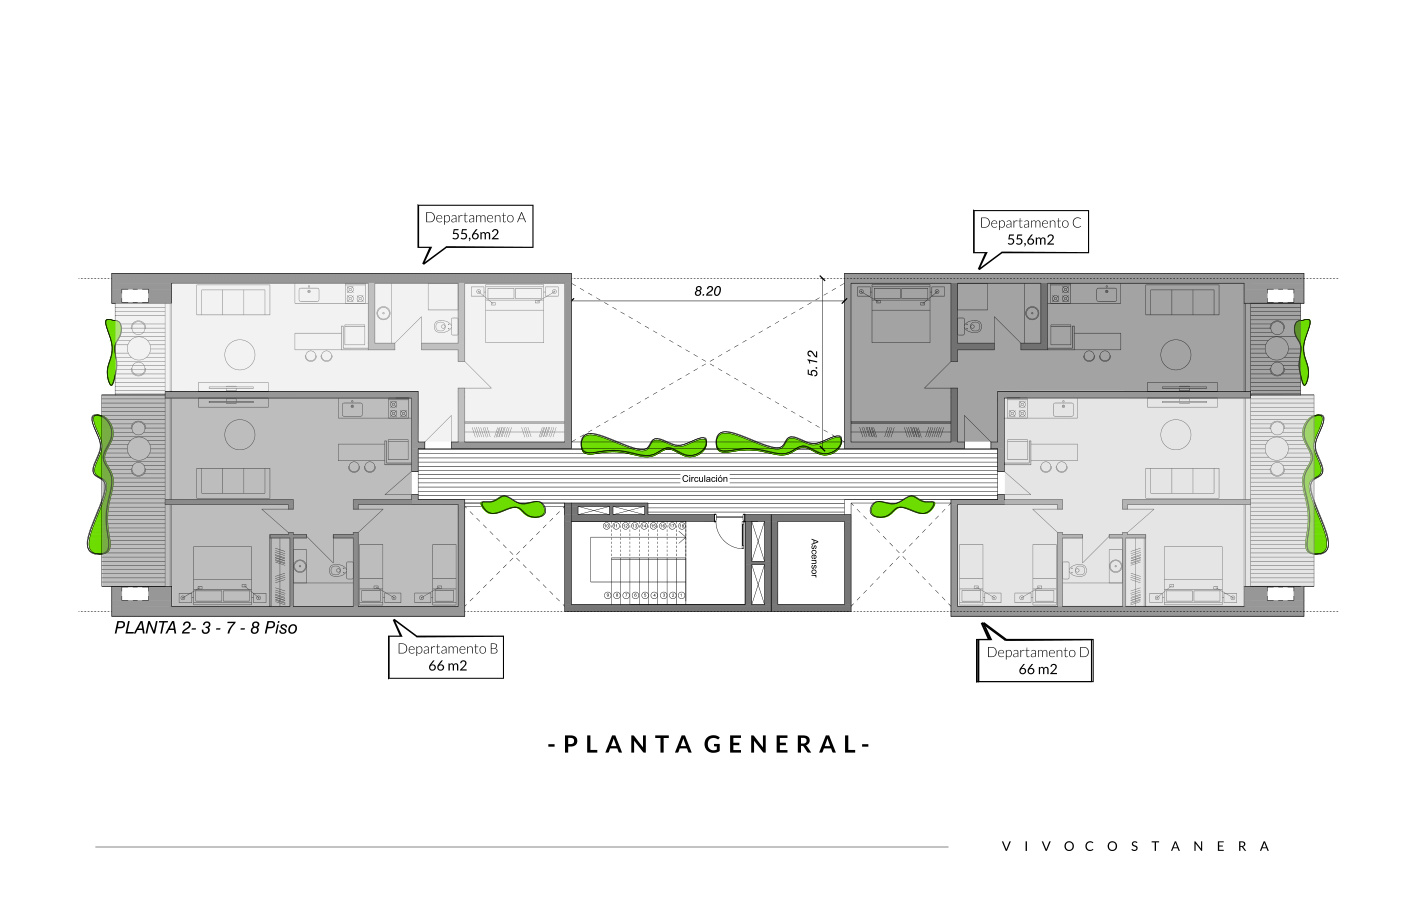 Departamento A
55,6m2
Departamento C
55,6m2
8.20
5.12
Circulación
Ascensor
PLANTA 2- 3 - 7 - 8 Piso
Departamento B
66 m2
Departamento D
66 m2
-PLANTA GENERAL-
VIVOCOSTANERA